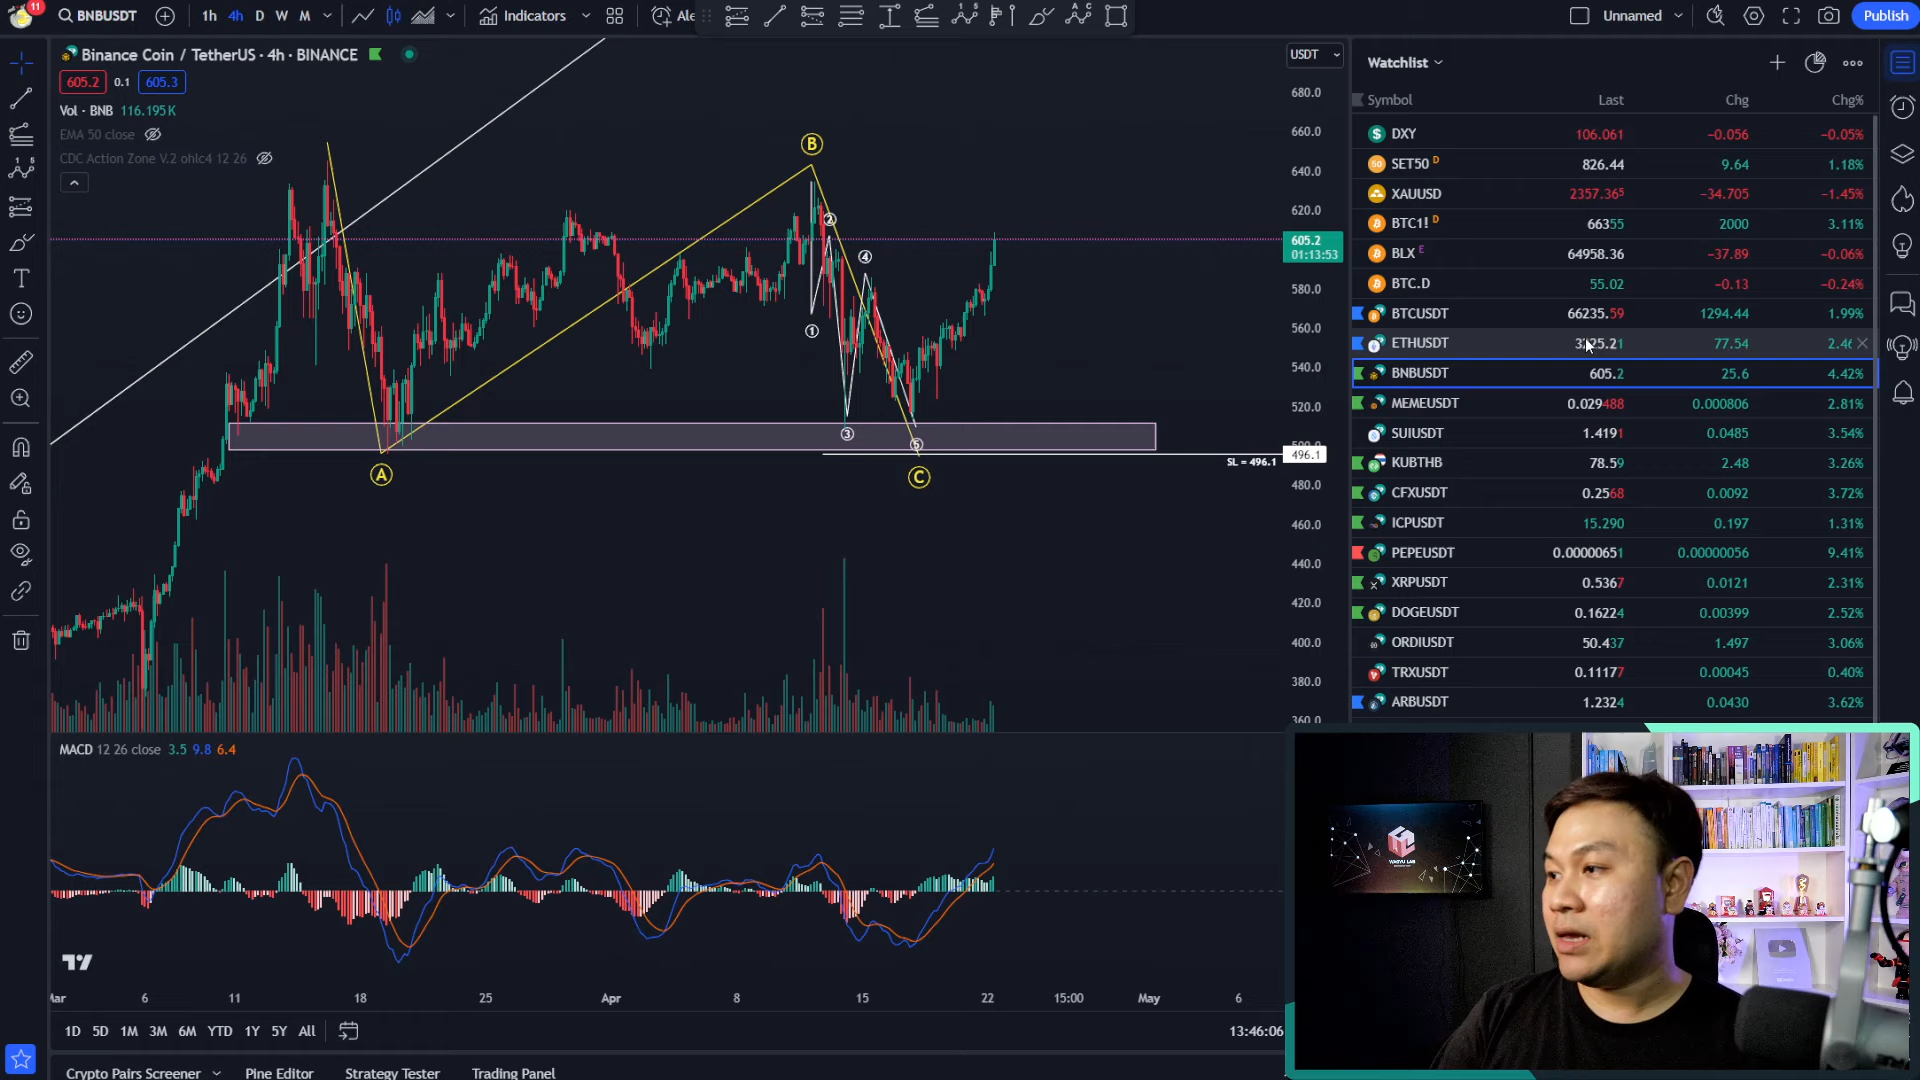 11
BNBUSDT
1h 4h D W M
Indicators
Ale
Unnamed
Publish
Binance Coin / TetherUS · 4h · BINANCE
605.2 0.1 605.3
Vol · BNB 116.195K
EMA 50 close
CDC Action Zone V.2 ohlc4 12 26
USDT
680.0
660.0
640.0
620.0
605.2
01:13:53
580.0
560.0
540.0
520.0
500.0
496.1
SL = 496.1
480.0
460.0
440.0
420.0
400.0
380.0
360.0
B
2
4
1
3
5
A
C
MACD 12 26 close 3.5 9.8 6.4
Mar 6 11 18 25 Apr 8 15 22 15:00 May 6
1D 5D 1M 3M 6M YTD 1Y 5Y All
13:46:06
Crypto Pairs Screener Pine Editor Strategy Tester Trading Panel
Watchlist
Symbol Last Chg Chg%
DXY 106.061 −0.056 −0.05%
SET50 D 826.44 9.64 1.18%
XAUUSD 2357.365 −34.705 −1.45%
BTC1! D 66355 2000 3.11%
BLX E 64958.36 −37.89 −0.06%
BTC.D 55.02 −0.13 −0.24%
BTCUSDT 66235.59 1294.44 1.99%
ETHUSDT 77.54
BNBUSDT 605.2 25.6 4.42%
MEMEUSDT 0.029488 0.000806 2.81%
SUIUSDT 1.4191 0.0485 3.54%
KUBTHB 78.59 2.48 3.26%
CFXUSDT 0.2568 0.0092 3.72%
ICPUSDT 15.290 0.197 1.31%
PEPEUSDT 0.00000651 0.00000056 9.41%
XRPUSDT 0.5367 0.0121 2.31%
DOGEUSDT 0.16224 0.00399 2.52%
ORDIUSDT 50.437 1.497 3.06%
TRXUSDT 0.11177 0.00045 0.40%
ARBUSDT 1.2324 0.0430 3.62%